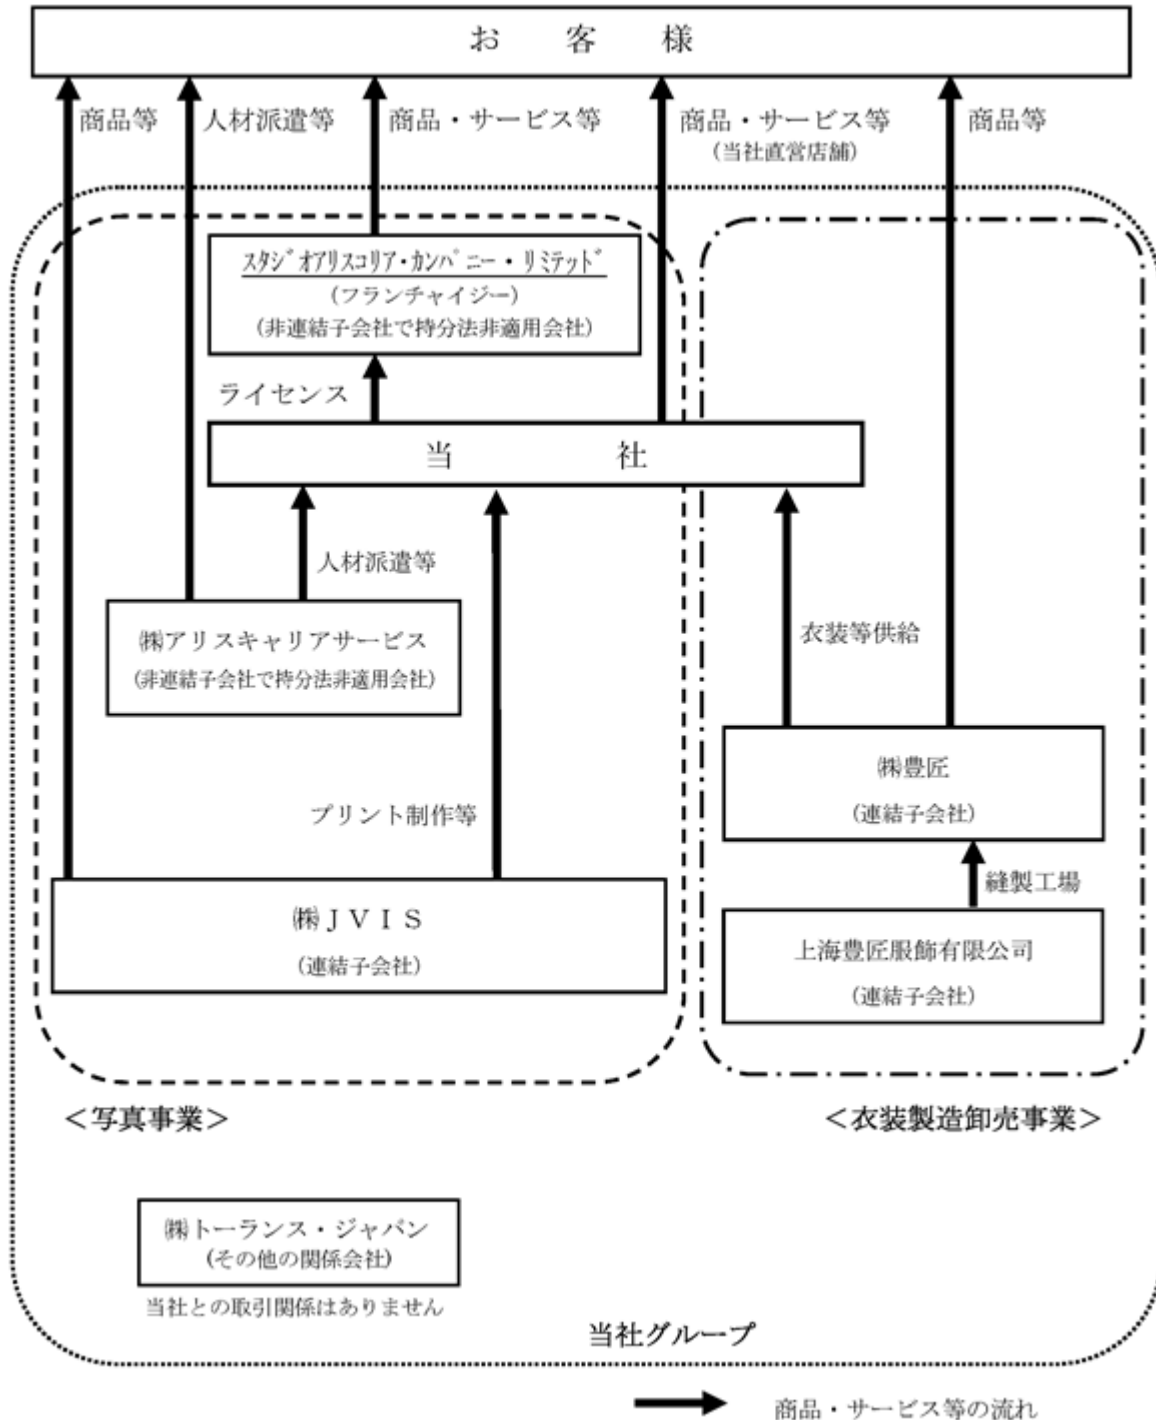 お 客 様
商品等
人材派遣等
商品・サービス等
商品・サービス等
(当社直営店舗)
商品等
ｽﾀｼﾞｵｱﾘｽｺﾘｱ・ｶﾝﾊﾟﾆｰ・ﾘﾐﾃｯﾄﾞ
(フランチャイジー)
(非連結子会社で持分法非適用会社)
ライセンス
当 社
人材派遣等
㈱アリスキャリアサービス
(非連結子会社で持分法非適用会社)
衣装等供給
㈱豊匠
(連結子会社)
プリント制作等
縫製工場
㈱ＪＶＩＳ
(連結子会社)
上海豊匠服飾有限公司
(連結子会社)
＜写真事業＞
＜衣装製造卸売事業＞
㈱トーランス・ジャパン
(その他の関係会社)
当社との取引関係はありません
当社グループ
商品・サービス等の流れ